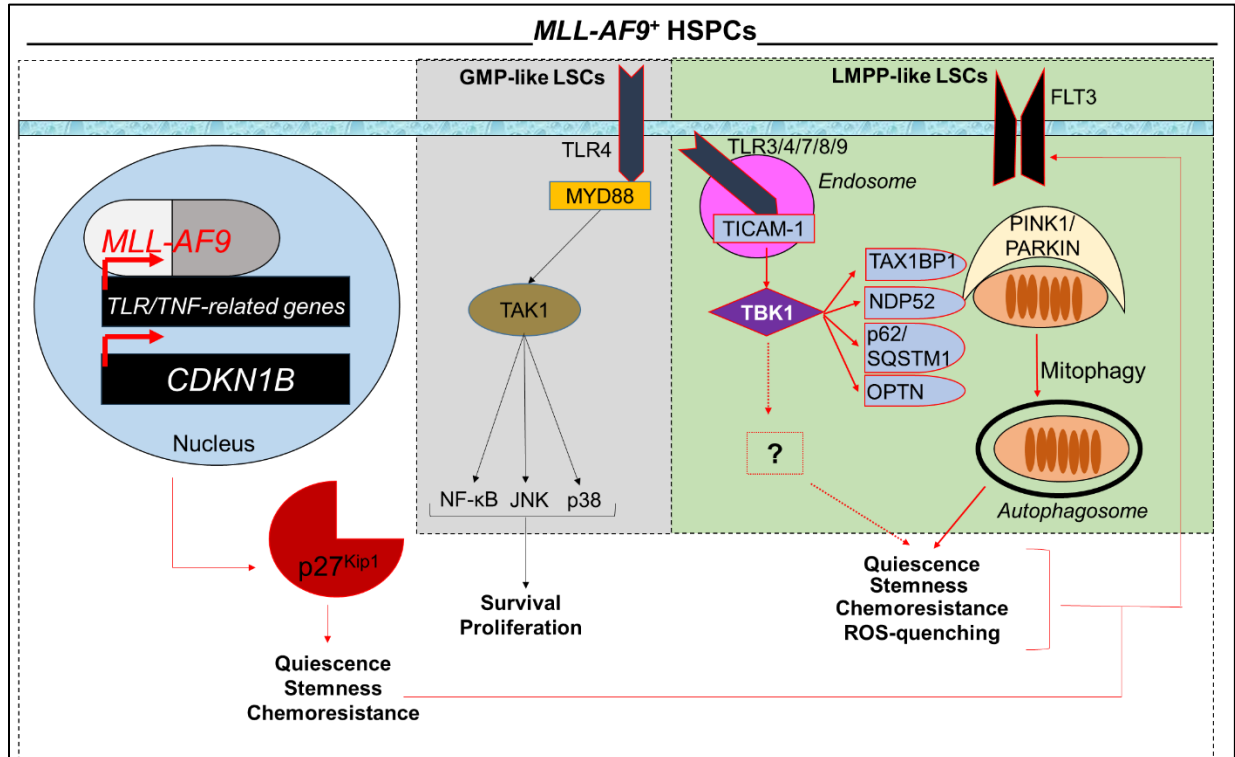 MLL-AF9⁺ HSPCs
GMP-like LSCs
LMPP-like LSCs
FLT3
TLR4
TLR3/4/7/8/9
MYD88
Endosome
TICAM-1
MLL-AF9
TLR/TNF-related genes
CDKN1B
Nucleus
TAK1
TBK1
TAX1BP1
NDP52
p62/
SQSTM1
OPTN
PINK1/
PARKIN
Mitophagy
?
Autophagosome
NF-κB JNK p38
p27ᴷⁱᵖ¹
Survival
Proliferation
Quiescence
Stemness
Chemoresistance
ROS-quenching
Quiescence
Stemness
Chemoresistance